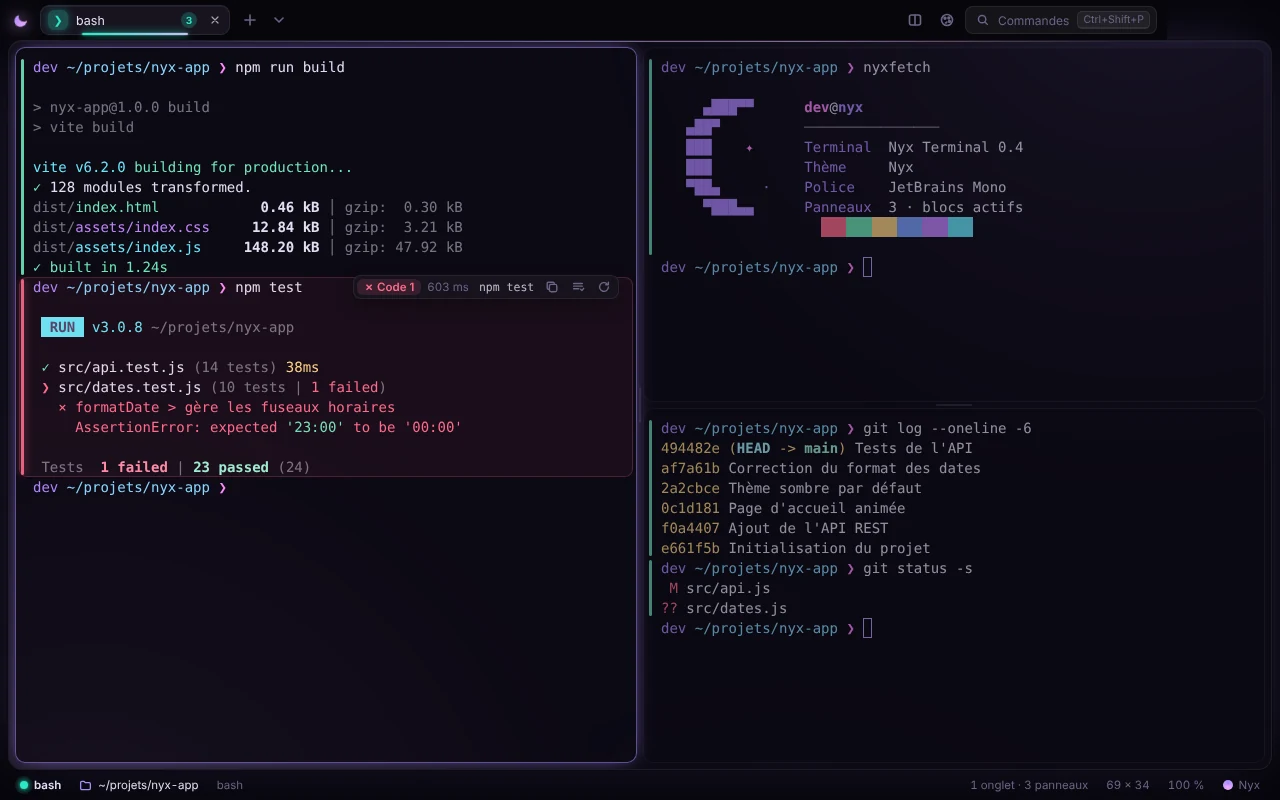 bash 3
Commandes Ctrl+Shift+P
dev ~/projets/nyx-app ❯ npm run build
> nyx-app@1.0.0 build
> vite build
vite v6.2.0 building for production...
✓ 128 modules transformed.
dist/index.html 0.46 kB │ gzip: 0.30 kB
dist/assets/index.css 12.84 kB │ gzip: 3.21 kB
dist/assets/index.js 148.20 kB │ gzip: 47.92 kB
✓ built in 1.24s
dev ~/projets/nyx-app ❯ npm test
× Code 1 603 ms npm test
RUN v3.0.8 ~/projets/nyx-app
✓ src/api.test.js (14 tests) 38ms
❯ src/dates.test.js (10 tests | 1 failed)
× formatDate > gère les fuseaux horaires
AssertionError: expected '23:00' to be '00:00'
Tests 1 failed | 23 passed (24)
dev ~/projets/nyx-app ❯
dev ~/projets/nyx-app ❯ nyxfetch
dev@nyx
Terminal Nyx Terminal 0.4
Thème Nyx
Police JetBrains Mono
Panneaux 3 · blocs actifs
dev ~/projets/nyx-app ❯
dev ~/projets/nyx-app ❯ git log --oneline -6
494482e (HEAD -> main) Tests de l'API
af7a61b Correction du format des dates
2a2cbce Thème sombre par défaut
0c1d181 Page d'accueil animée
f0a4407 Ajout de l'API REST
e661f5b Initialisation du projet
dev ~/projets/nyx-app ❯ git status -s
M src/api.js
?? src/dates.js
dev ~/projets/nyx-app ❯
bash ~/projets/nyx-app bash
1 onglet · 3 panneaux 69 × 34 100 % Nyx